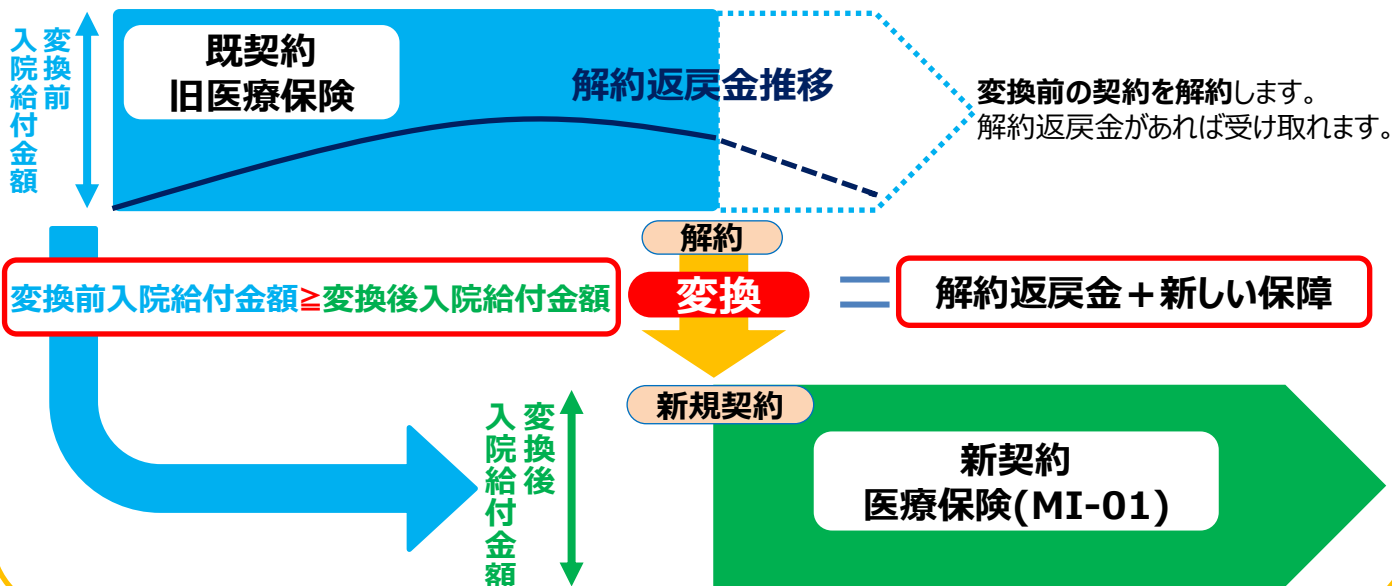 変換前
入院給付金額
既契約
旧医療保険
解約返戻金推移
変換前の契約を解約します。
解約返戻金があれば受け取れます。
解約
変換前入院給付金額≧変換後入院給付金額
変換
＝
解約返戻金＋新しい保障
新規契約
変換後
入院給付金額
新契約
医療保険(MI-01)